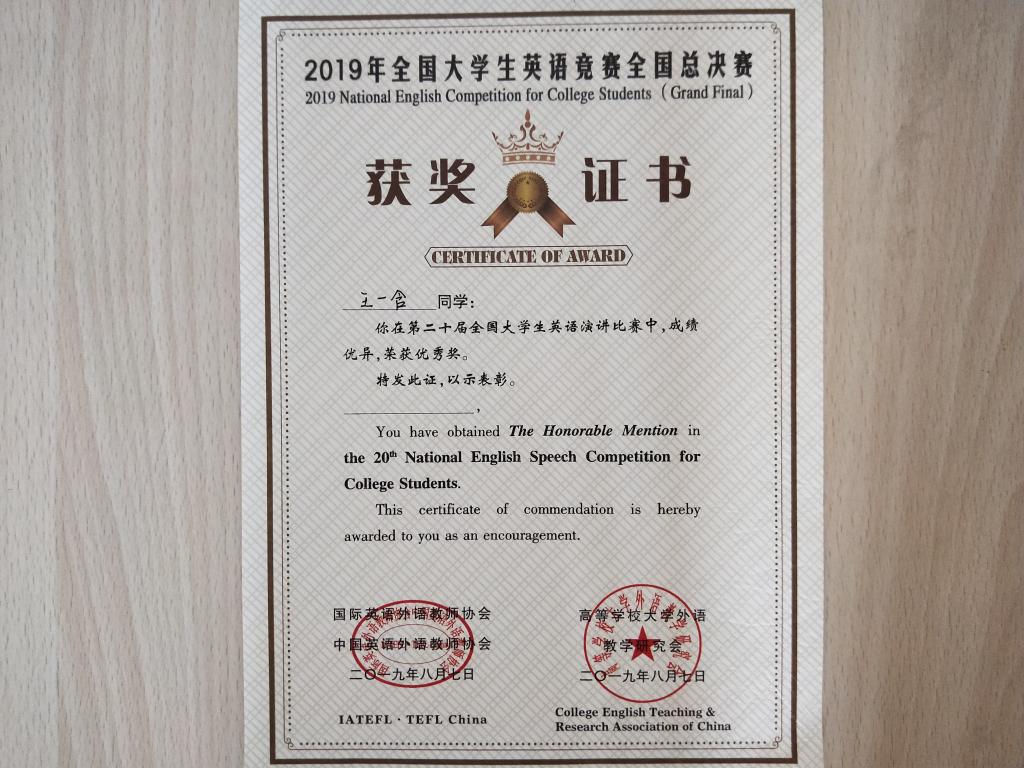 2019年全国大学生英语竞赛全国总决赛
2019 National English Competition for College Students (Grand Final)
获奖证书
CERTIFICATE OF AWARD
王一含 同学:
你在第二十届全国大学生英语演讲比赛中,成绩
优异,荣获优秀奖。
特发此证,以示表彰。
,
You have obtained The Honorable Mention in
the 20th National English Speech Competition for
College Students.
This certificate of commendation is hereby
awarded to you as an encouragement.
国际英语外语教师协会
中国英语外语教师协会
二〇一九年八月七日
IATEFL · TEFL China
高等学校大学外语
教学研究会
二〇一九年八月七日
College English Teaching &
Research Association of China